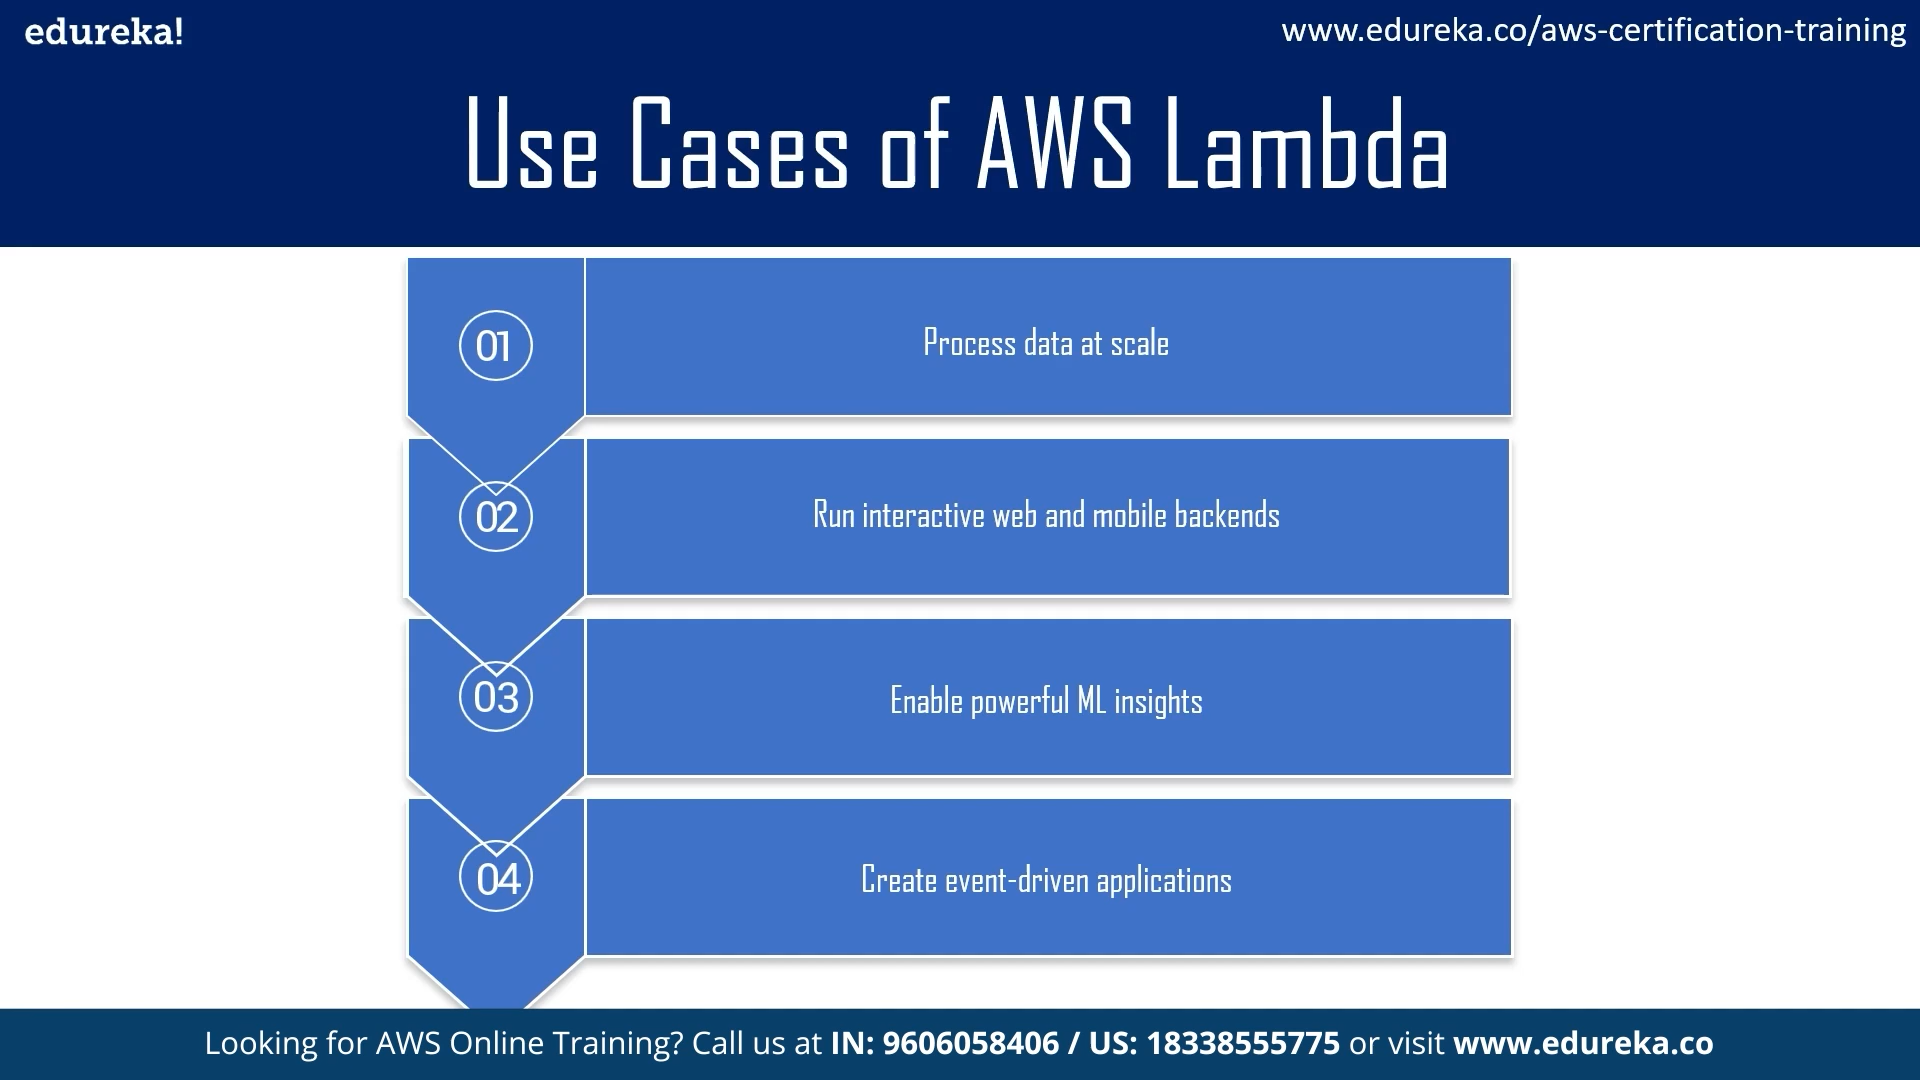 edureka!
www.edureka.co/aws-certification-training
Use Cases of AWS Lambda
01
Process data at scale
02
Run interactive web and mobile backends
03
Enable powerful ML insights
04
Create event-driven applications
Looking for AWS Online Training? Call us at IN: 9606058406 / US: 18338555775 or visit www.edureka.co